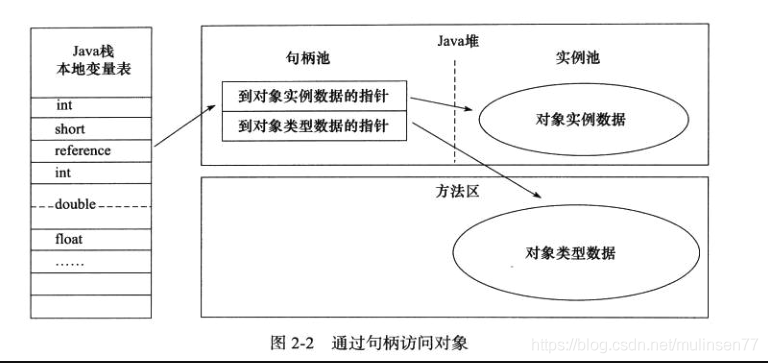 Java栈
本地变量表
int
short
reference
int
double
float
……
Java堆
句柄池
实例池
到对象实例数据的指针
到对象类型数据的指针
对象实例数据
方法区
对象类型数据
图 2-2 通过句柄访问对象
https://blog.csdn.net/mulinsen77